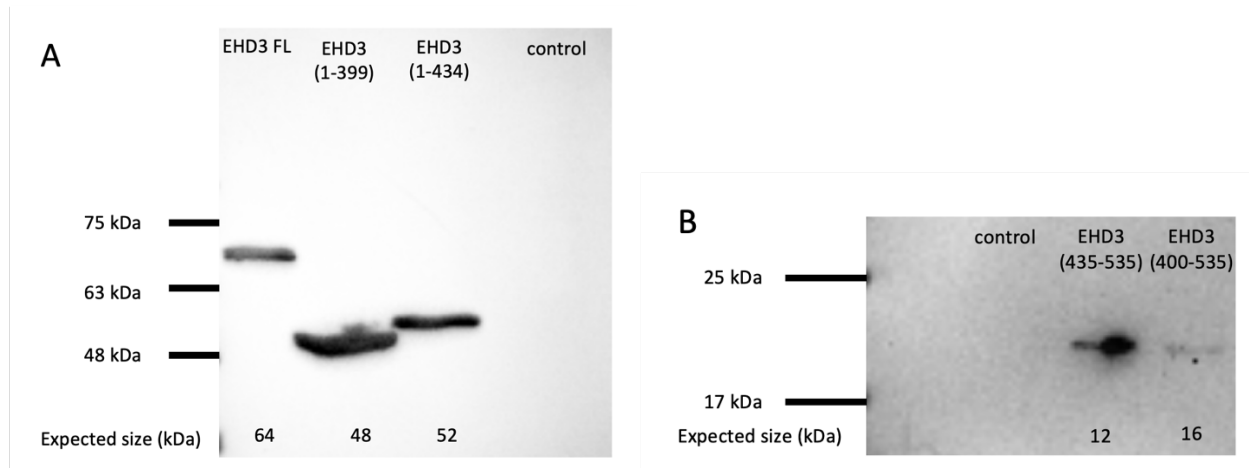 A
EHD3 FL
EHD3
(1-399)
EHD3
(1-434)
control
75 kDa
63 kDa
48 kDa
Expected size (kDa)
64
48
52
B
control
EHD3
(435-535)
EHD3
(400-535)
25 kDa
17 kDa
Expected size (kDa)
12
16